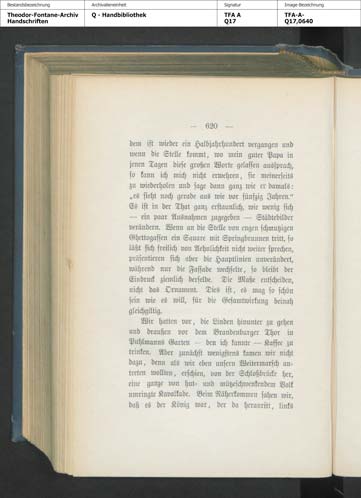 Bestandsbezeichnung Archivalieneinheit Signatur Image Bezeichnung
Theodor-Fontane-Archiv Q - Handbibliothek TFA A TFA-A-
Handschriften Q17 Q17,0640
— 620 —
dem ist wieder ein Halbjahrhundert vergangen und
wenn die Stelle kommt, wo mein guter Papa in
jenen Tagen diese großen Worte gelassen aussprach,
so kann ich mich nicht erwehren, sie meinerseits
zu wiederholen und sage dann ganz wie er damals:
„es sieht noch gerade aus wie vor fünfzig Jahren.“
Es ist in der That ganz erstaunlich, wie wenig sich
— ein paar Ausnahmen zugegeben — Städtebilder
verändern. Wenn an die Stelle von engen schmutzigen
Ghettogassen ein Square mit Springbrunnen tritt, so
läßt sich freilich von Aehnlichkeit nicht weiter sprechen,
präsentieren sich aber die Hauptlinien unverändert,
während nur die Fassade wechselte, so bleibt der
Eindruck ziemlich derselbe. Die Maße entscheiden,
nicht das Ornament. Dies ist, es mag so schön
sein wie es will, für die Gesamtwirkung beinah
gleichgiltig.
Wir hatten vor, die Linden hinunter zu gehen
und draußen vor dem Brandenburger Thor in
Puhlmanns Garten — den ich kannte — Kaffee zu
trinken. Aber zunächst wenigstens kamen wir nicht
dazu, denn als wir eben unsern Weitermarsch an-
treten wollten, erschien, von der Schloßbrücke her,
eine ganze von hut- und mützeschwenkendem Volk
umringte Kavalkade. Beim Näherkommen sahen wir,
daß es der König war, der da heranritt, links